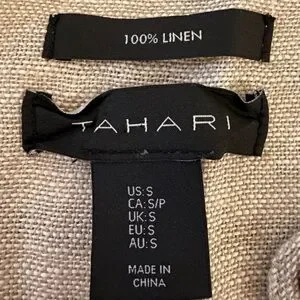 100% LINEN
TAHARI
US: S
CA: S/P
UK: S
EU: S
AU: S
MADE IN
CHINA